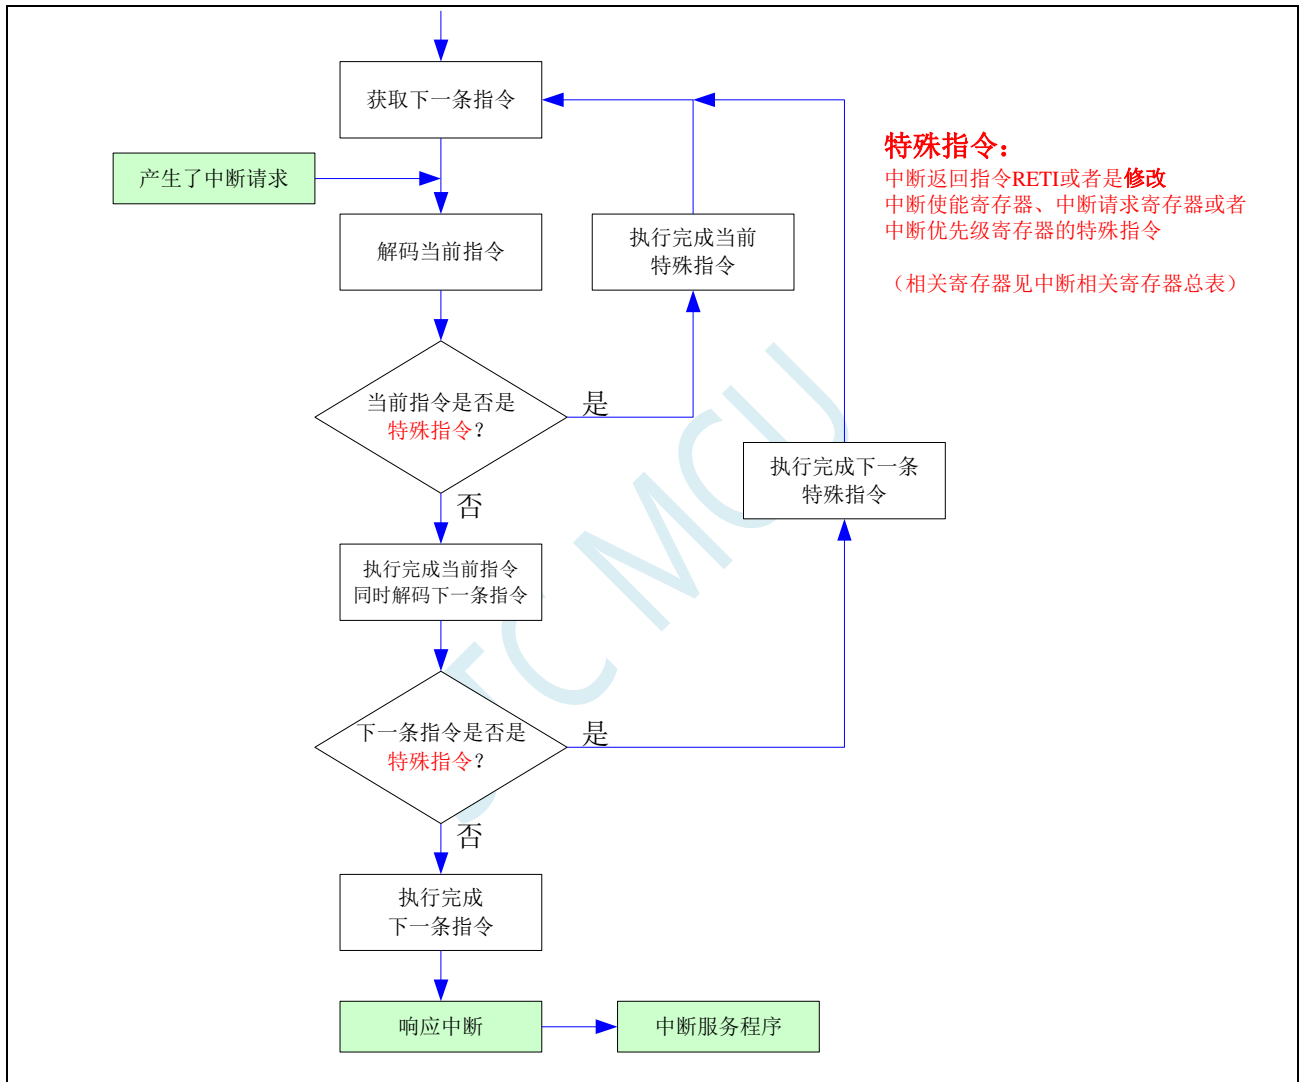 获取下一条指令
产生了中断请求
解码当前指令
执行完成当前
特殊指令
特殊指令：
中断返回指令RETI或者是修改
中断使能寄存器、中断请求寄存器或者
中断优先级寄存器的特殊指令
（相关寄存器见中断相关寄存器总表）
当前指令是否是
特殊指令？
是
否
执行完成下一条
特殊指令
执行完成当前指令
同时解码下一条指令
下一条指令是否是
特殊指令？
是
否
执行完成
下一条指令
响应中断
中断服务程序
STC MCU